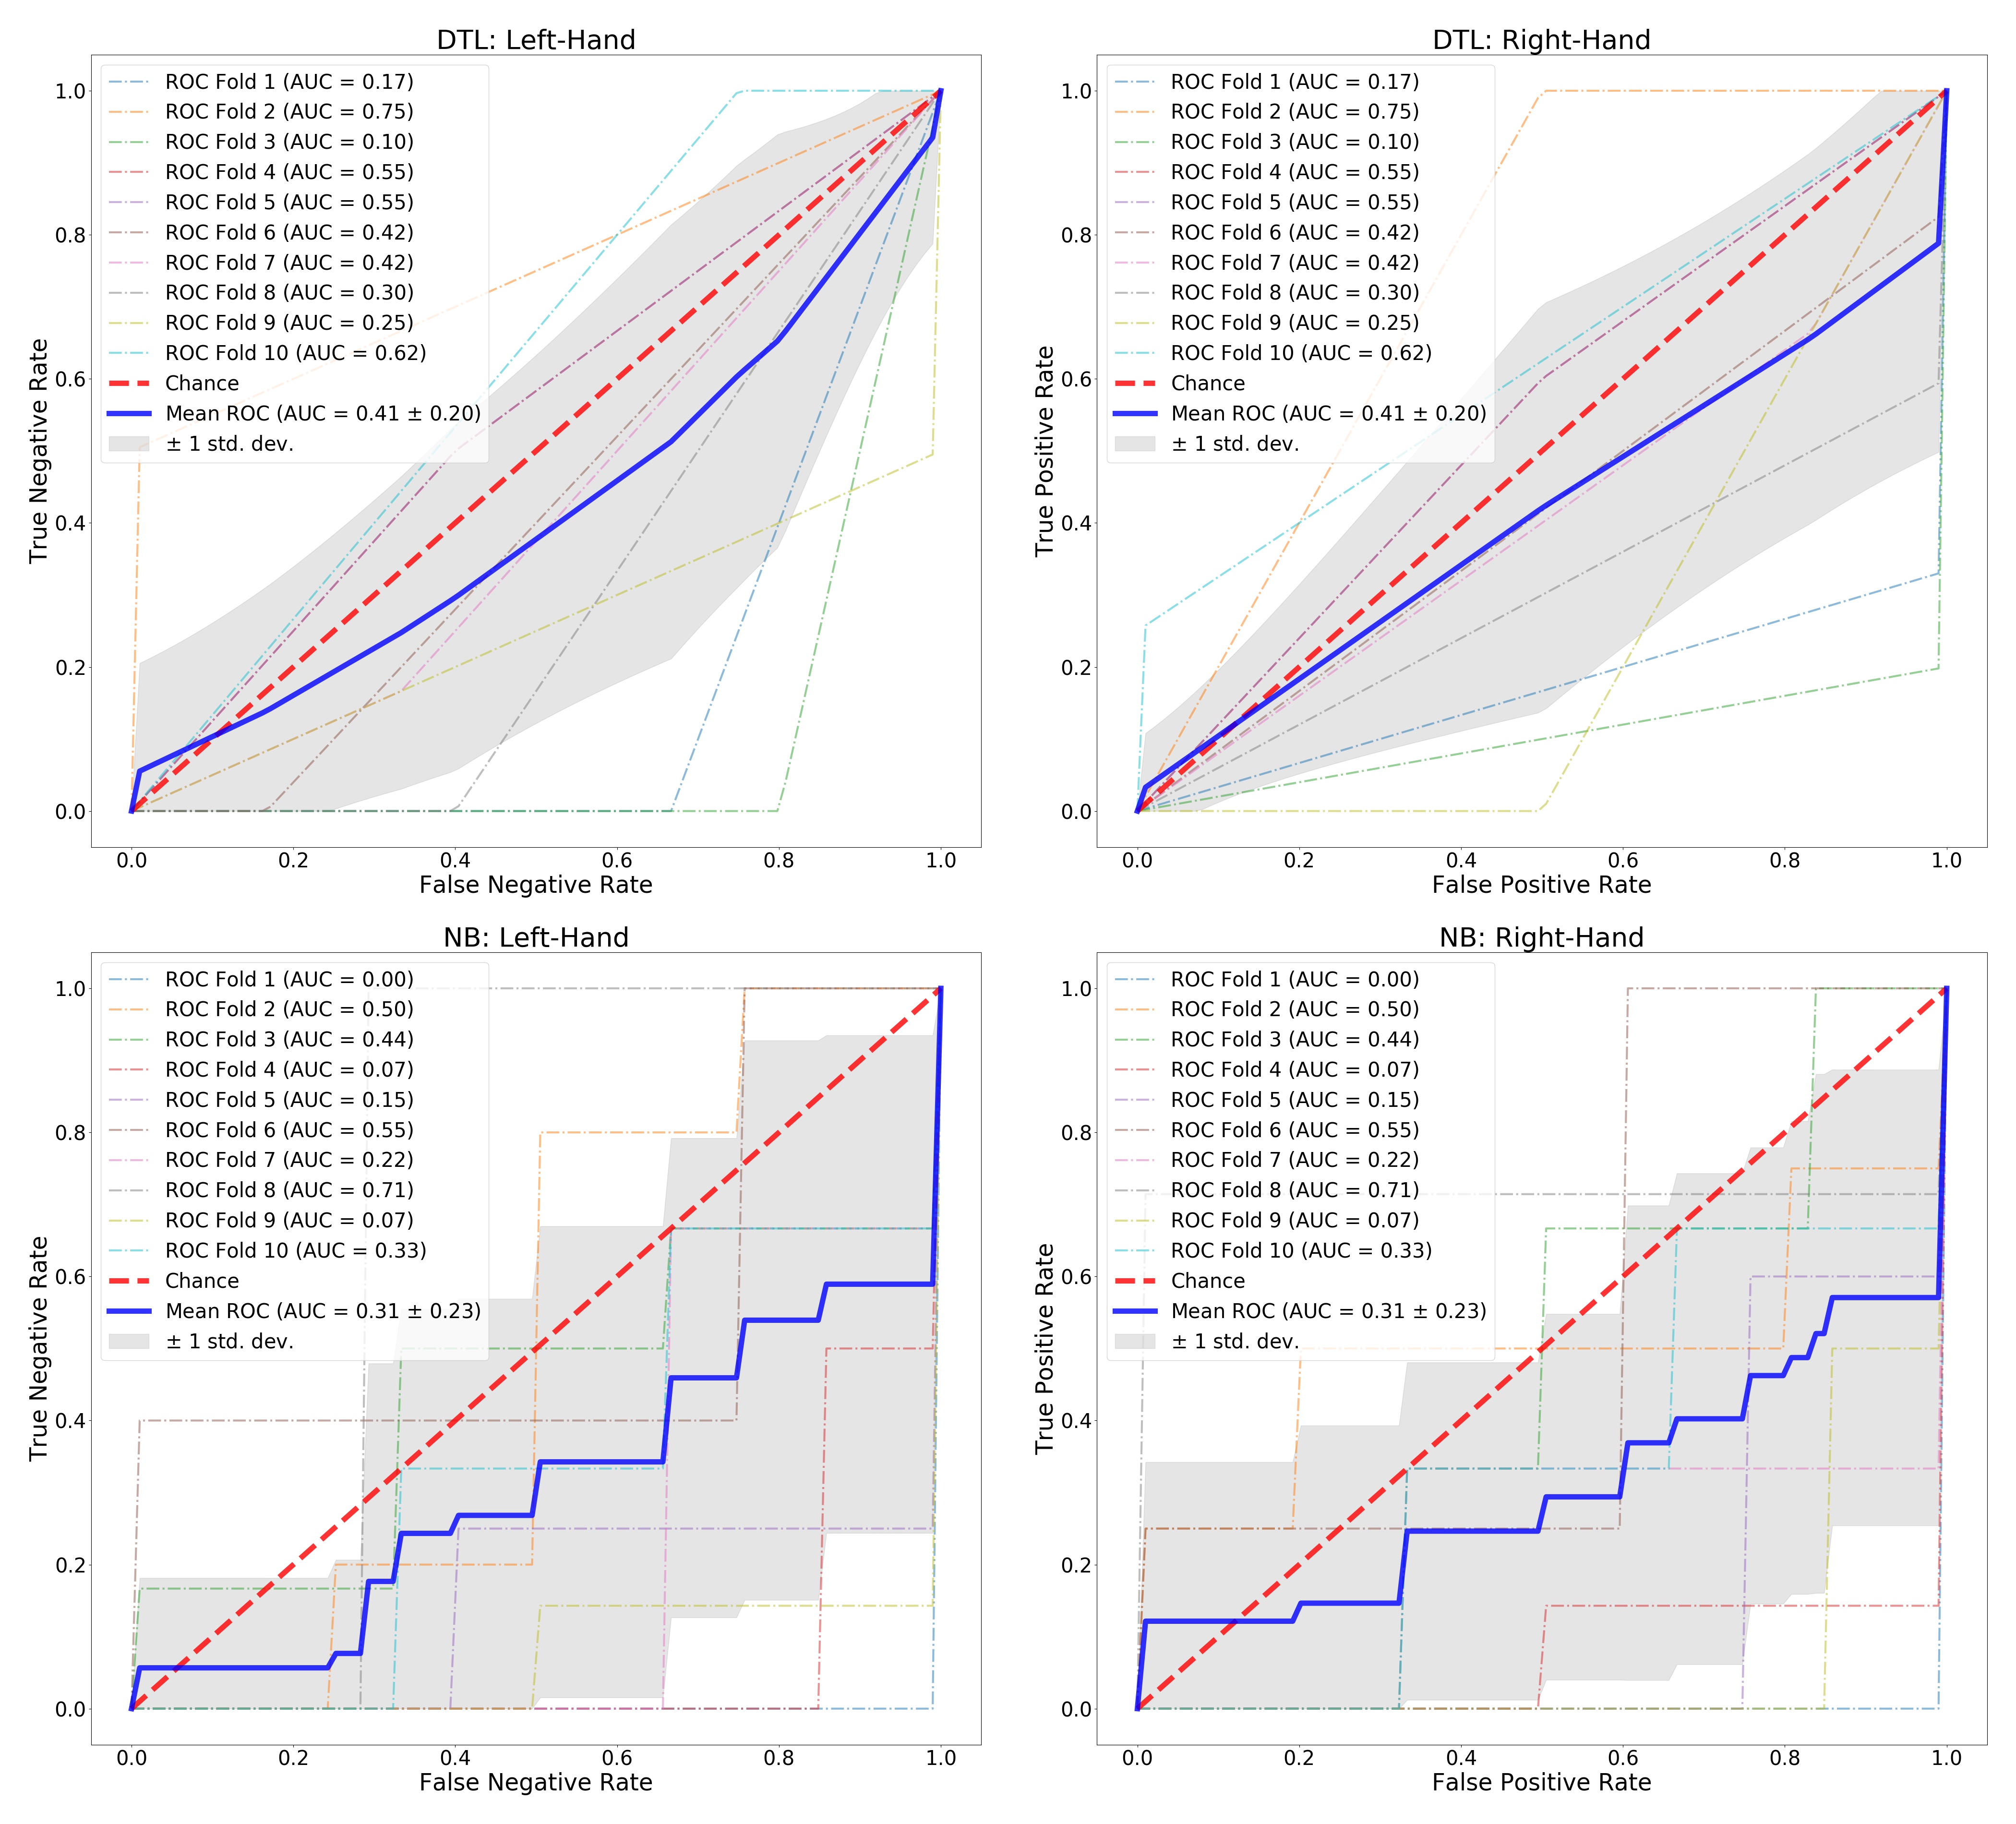 DTL: Left-Hand
ROC Fold 1 (AUC = 0.17)
ROC Fold 2 (AUC = 0.75)
ROC Fold 3 (AUC = 0.10)
ROC Fold 4 (AUC = 0.55)
ROC Fold 5 (AUC = 0.55)
ROC Fold 6 (AUC = 0.42)
ROC Fold 7 (AUC = 0.42)
ROC Fold 8 (AUC = 0.30)
ROC Fold 9 (AUC = 0.25)
ROC Fold 10 (AUC = 0.62)
Chance
Mean ROC (AUC = 0.41 ± 0.20)
± 1 std. dev.
True Negative Rate
1.0
0.8
0.6
0.4
0.2
0.0
0.0 0.2 0.4 0.6 0.8 1.0
False Negative Rate
DTL: Right-Hand
ROC Fold 1 (AUC = 0.17)
ROC Fold 2 (AUC = 0.75)
ROC Fold 3 (AUC = 0.10)
ROC Fold 4 (AUC = 0.55)
ROC Fold 5 (AUC = 0.55)
ROC Fold 6 (AUC = 0.42)
ROC Fold 7 (AUC = 0.42)
ROC Fold 8 (AUC = 0.30)
ROC Fold 9 (AUC = 0.25)
ROC Fold 10 (AUC = 0.62)
Chance
Mean ROC (AUC = 0.41 ± 0.20)
± 1 std. dev.
True Positive Rate
1.0
0.8
0.6
0.4
0.2
0.0
0.0 0.2 0.4 0.6 0.8 1.0
False Positive Rate
NB: Left-Hand
ROC Fold 1 (AUC = 0.00)
ROC Fold 2 (AUC = 0.50)
ROC Fold 3 (AUC = 0.44)
ROC Fold 4 (AUC = 0.07)
ROC Fold 5 (AUC = 0.15)
ROC Fold 6 (AUC = 0.55)
ROC Fold 7 (AUC = 0.22)
ROC Fold 8 (AUC = 0.71)
ROC Fold 9 (AUC = 0.07)
ROC Fold 10 (AUC = 0.33)
Chance
Mean ROC (AUC = 0.31 ± 0.23)
± 1 std. dev.
True Negative Rate
1.0
0.8
0.6
0.4
0.2
0.0
0.0 0.2 0.4 0.6 0.8 1.0
False Negative Rate
NB: Right-Hand
ROC Fold 1 (AUC = 0.00)
ROC Fold 2 (AUC = 0.50)
ROC Fold 3 (AUC = 0.44)
ROC Fold 4 (AUC = 0.07)
ROC Fold 5 (AUC = 0.15)
ROC Fold 6 (AUC = 0.55)
ROC Fold 7 (AUC = 0.22)
ROC Fold 8 (AUC = 0.71)
ROC Fold 9 (AUC = 0.07)
ROC Fold 10 (AUC = 0.33)
Chance
Mean ROC (AUC = 0.31 ± 0.23)
± 1 std. dev.
True Positive Rate
1.0
0.8
0.6
0.4
0.2
0.0
0.0 0.2 0.4 0.6 0.8 1.0
False Positive Rate